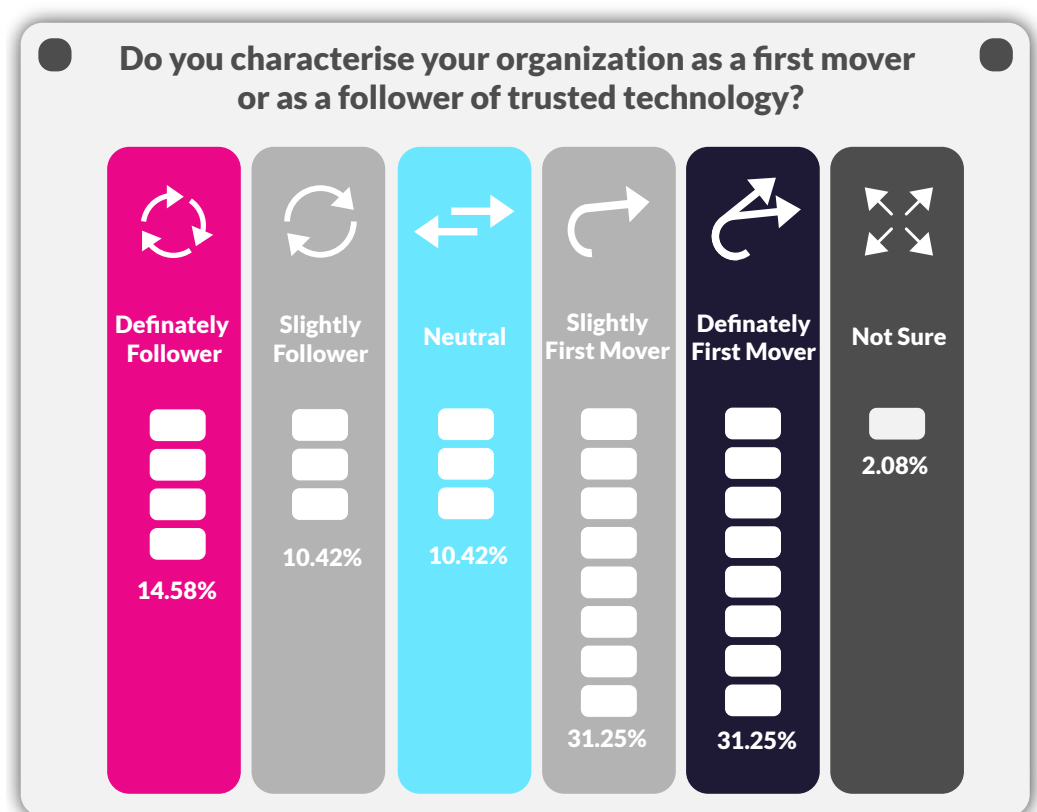 Do you characterise your organization as a first mover
or as a follower of trusted technology?
Definately
Follower
14.58%
Slightly
Follower
10.42%
Neutral
10.42%
Slightly
First Mover
31.25%
Definately
First Mover
31.25%
Not Sure
2.08%